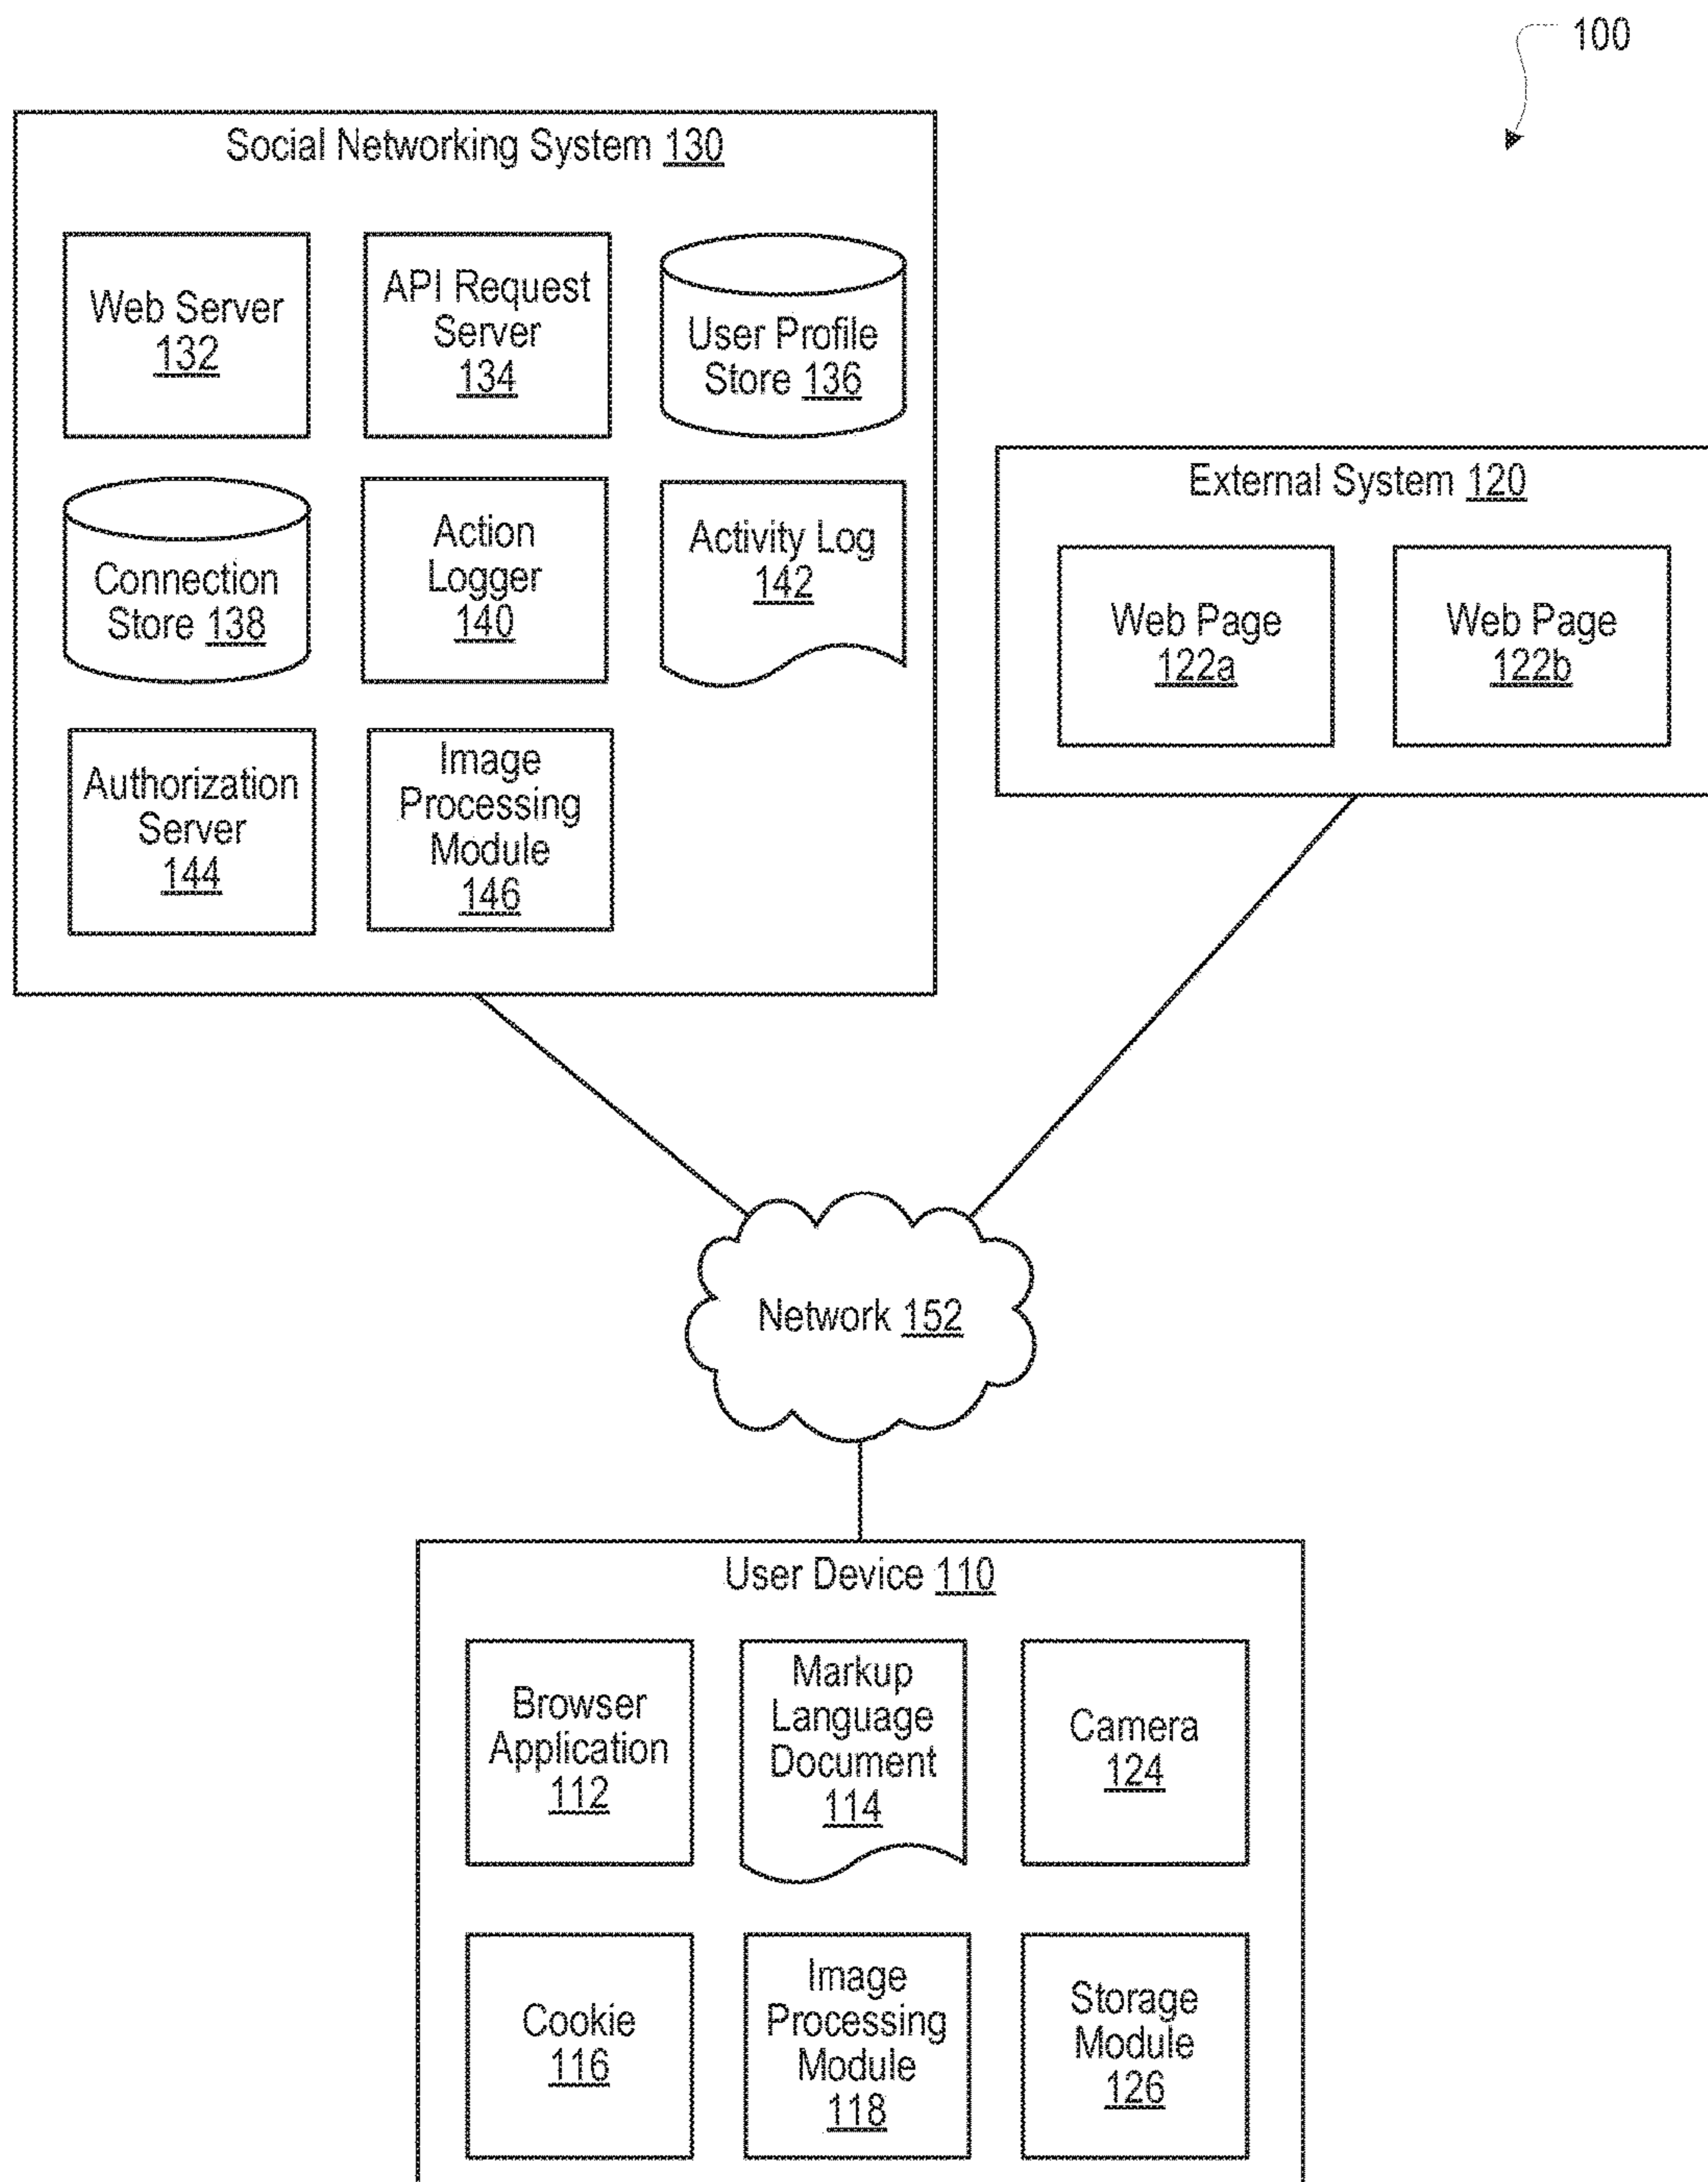 100
Social Networking System 130
Web Server
132
API Request
Server
134
User Profile
Store 136
Connection
Store 138
Action
Logger
140
Activity Log
142
Authorization
Server
144
Image
Processing
Module
146
External System 120
Web Page
122a
Web Page
122b
Network 152
User Device 110
Browser
Application
112
Markup
Language
Document
114
Camera
124
Cookie
116
Image
Processing
Module
118
Storage
Module
126